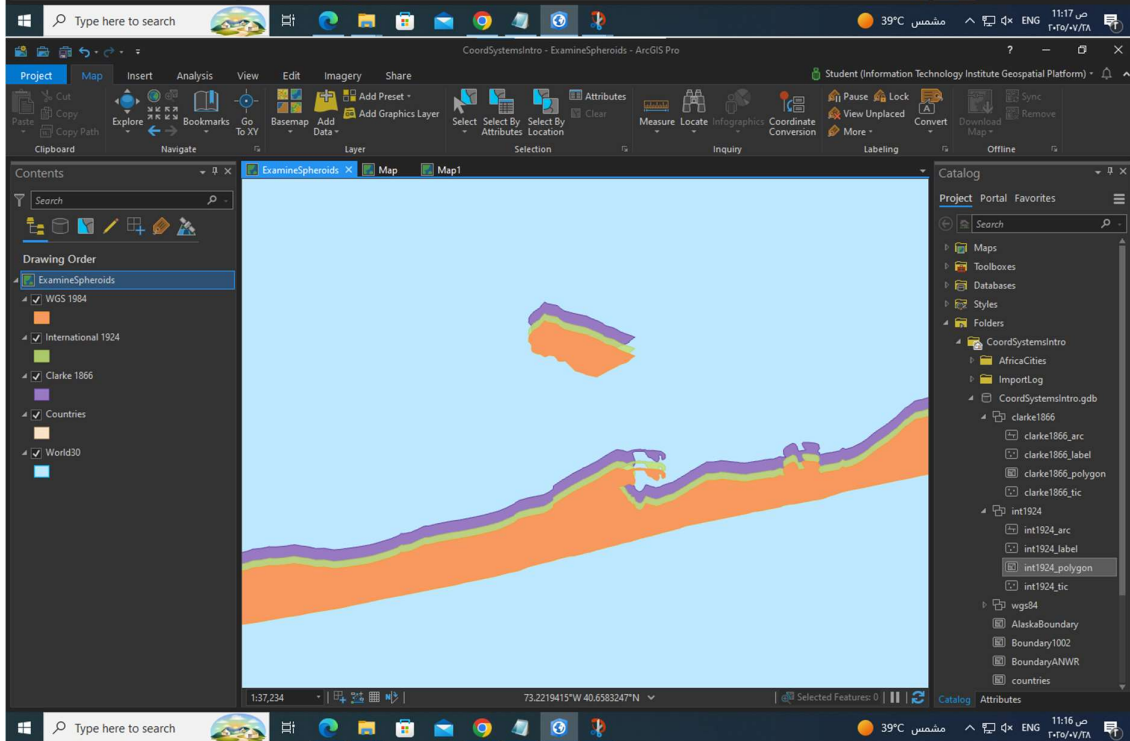 Type here to search
39°C مشمس
ENG
11:17 ص
٢٠٢٥/٠٧/٢٨
CoordSystemsIntro - ExamineSpheroids - ArcGIS Pro
Project Map Insert Analysis View Edit Imagery Share
Student (Information Technology Institute Geospatial Platform)
Paste
Cut
Copy
Copy Path
Explore
Bookmarks
Go To XY
Basemap
Add Data
Add Preset
Add Graphics Layer
Select
Select By Attributes
Select By Location
Attributes
Clear
Measure
Locate
Infographics
Coordinate Conversion
Pause
Lock
View Unplaced
More
Convert
Download Map
Sync
Remove
Clipboard Navigate Layer Selection Inquiry Labeling Offline
Contents
Search
Drawing Order
ExamineSpheroids
WGS 1984
International 1924
Clarke 1866
Countries
World30
ExamineSpheroids Map Map1
1:37,234
73.2219415°W 40.6583247°N
Selected Features: 0
Catalog
Project Portal Favorites
Search
Maps
Toolboxes
Databases
Styles
Folders
CoordSystemsIntro
AfricaCities
ImportLog
CoordSystemsIntro.gdb
clarke1866
clarke1866_arc
clarke1866_label
clarke1866_polygon
clarke1866_tic
int1924
int1924_arc
int1924_label
int1924_polygon
int1924_tic
wgs84
AlaskaBoundary
Boundary1002
BoundaryANWR
countries
Catalog Attributes
Type here to search
39°C مشمس
ENG
11:16 ص
٢٠٢٥/٠٧/٢٨